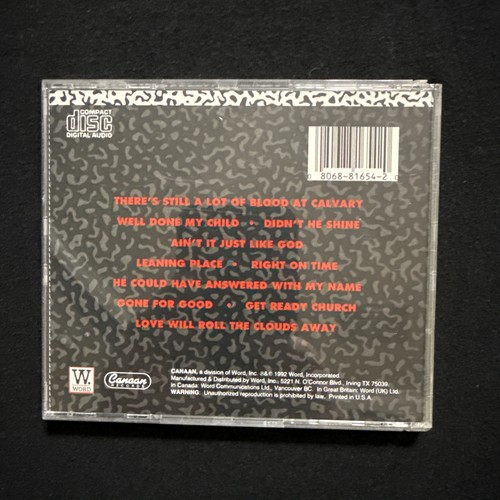 COMPACT
disc
DIGITAL AUDIO
0 8068-81654-2 0
THERE'S STILL A LOT OF BLOOD AT CALVARY
WELL DONE MY CHILD • DIDN'T HE SHINE
AIN'T IT JUST LIKE GOD
LEANING PLACE • RIGHT ON TIME
HE COULD HAVE ANSWERED WITH MY NAME
GONE FOR GOOD • GET READY CHURCH
LOVE WILL ROLL THE CLOUDS AWAY
W.
WORD
Canaan
RECORDS
CANAAN, a division of Word, Inc. ℗&© 1992 Word, Incorporated.
Manufactured & Distributed by Word, Inc., 5221 N. O'Connor Blvd., Irving TX 75039.
In Canada: Word Communications Ltd., Vancouver BC. In Great Britain: Word (UK) Ltd.
WARNING: Unauthorized reproduction is prohibited by law. Printed in U.S.A.